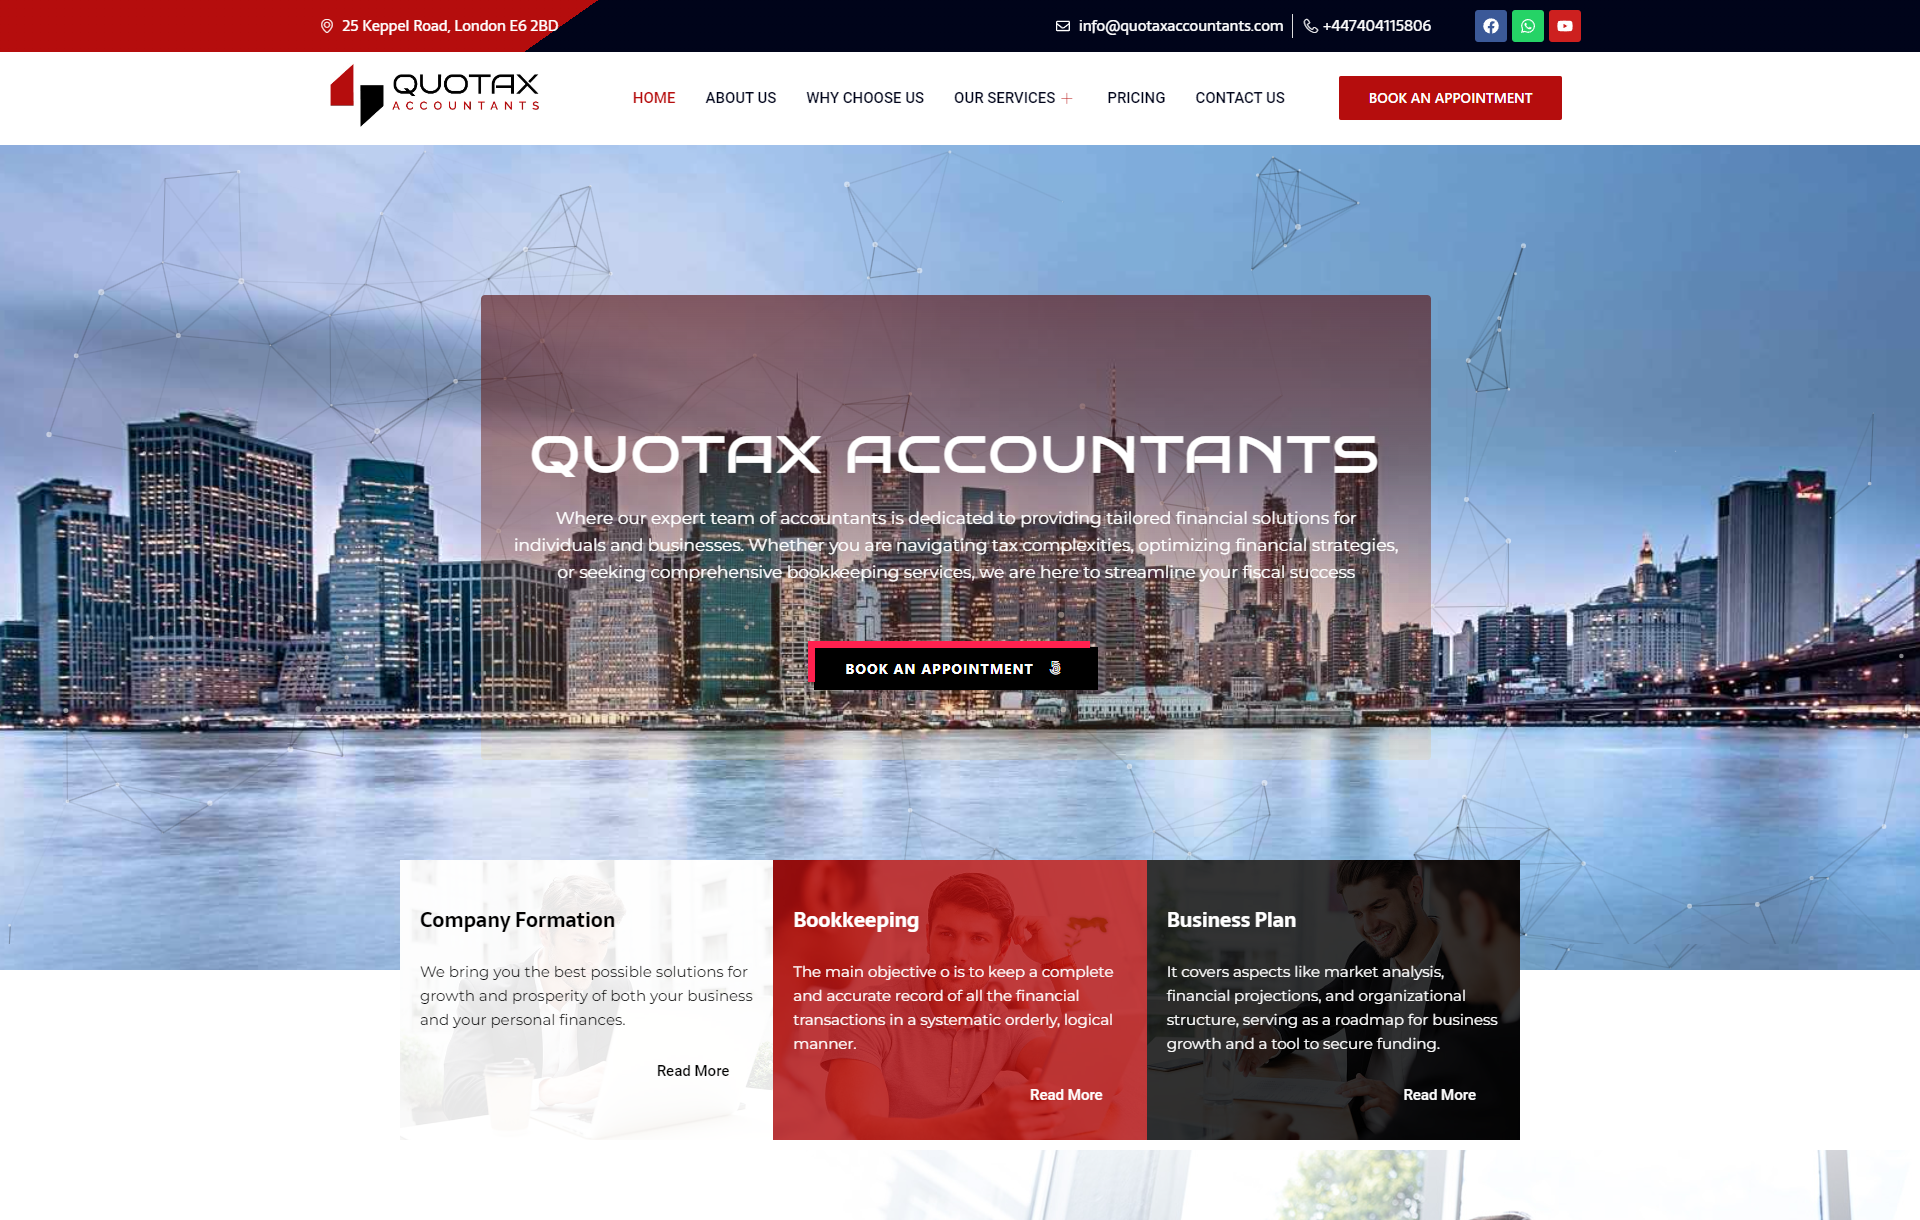 25 Keppel Road, London E6 2BD
info@quotaxaccountants.com
+447404115806
QUOTAX
ACCOUNTANTS
HOME
ABOUT US
WHY CHOOSE US
OUR SERVICES
PRICING
CONTACT US
BOOK AN APPOINTMENT
QUOTAX ACCOUNTANTS
Where our expert team of accountants is dedicated to providing tailored financial solutions for
individuals and businesses. Whether you are navigating tax complexities, optimizing financial strategies,
or seeking comprehensive bookkeeping services, we are here to streamline your fiscal success
BOOK AN APPOINTMENT
Company Formation
We bring you the best possible solutions for
growth and prosperity of both your business
and your personal finances.
Read More
Bookkeeping
The main objective o is to keep a complete
and accurate record of all the financial
transactions in a systematic orderly, logical
manner.
Read More
Business Plan
It covers aspects like market analysis,
financial projections, and organizational
structure, serving as a roadmap for business
growth and a tool to secure funding.
Read More